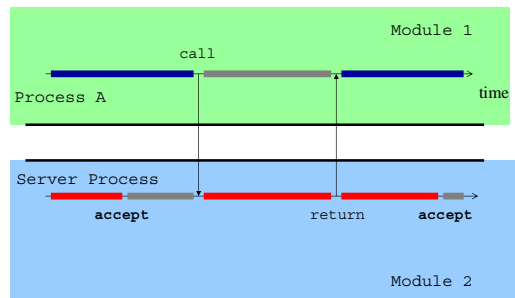 Module 1
call
time
Process A
Server Process
accept
return
accept
Module 2